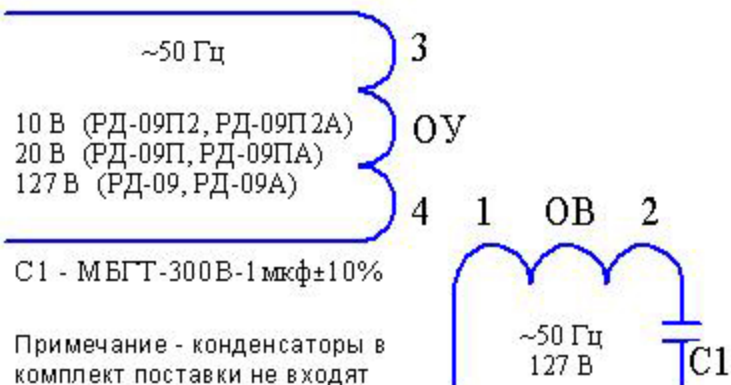 ~50 Гц
3
10 В (РД-09П2, РД-09П2А)
ОУ
20 В (РД-09П, РД-09ПА)
127 В (РД-09, РД-09А)
4
1
ОВ
2
С1 - МБГТ-300В-1мкф±10%
Примечание - конденсаторы в
комплект поставки не входят
~50 Гц
127 В
С1